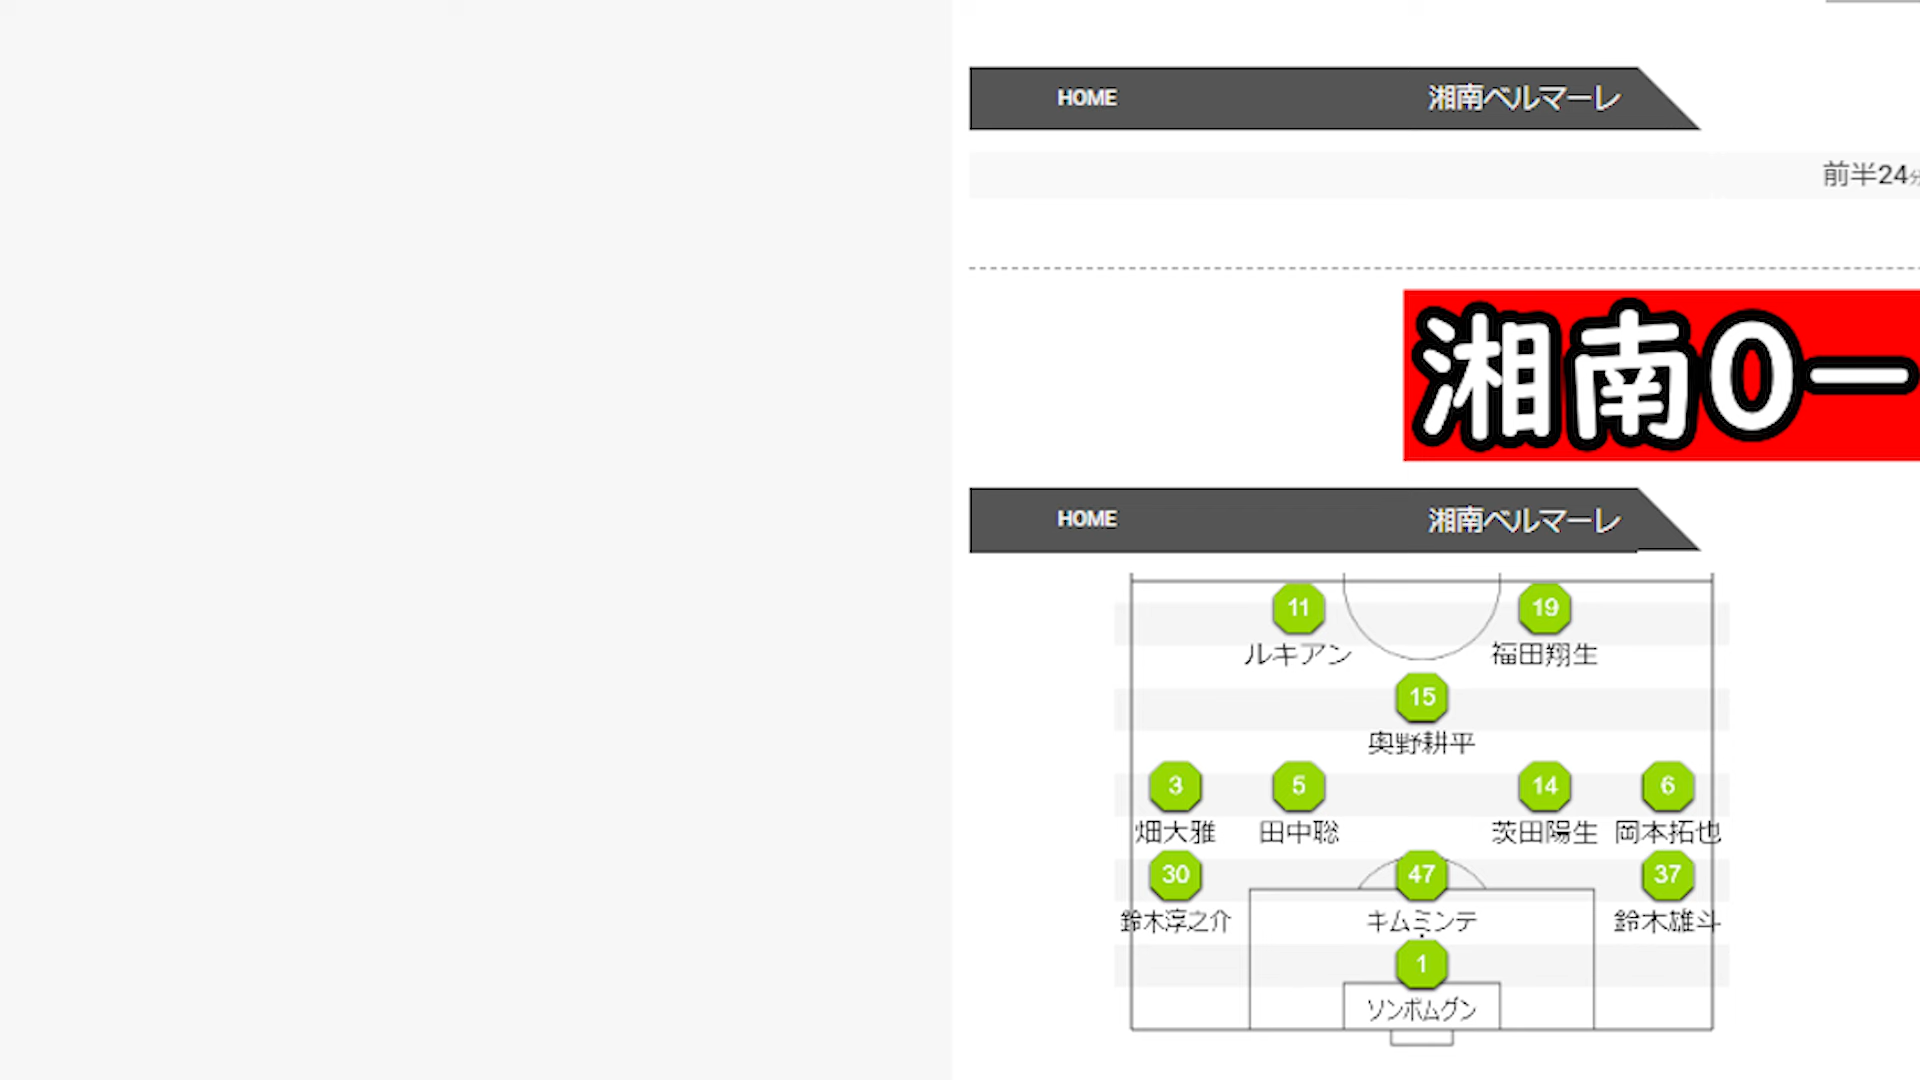 HOME 湘南ベルマーレ
前半24分
湘南0ー
HOME 湘南ベルマーレ
11 19
ルキアン 福田翔生
15
奥野耕平
3 5 14 6
畑大雅 田中聡 茨田陽生 岡本拓也
30 47 37
鈴木淳之介 キムミンテ 鈴木雄斗
1
ソンボムグン